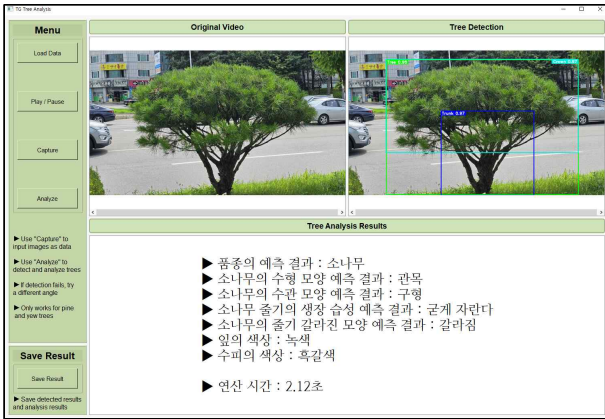 TG Tree Analysis
Menu
Load Data
Play / Pause
Capture
Analyze
▶ Use "Capture" to
input images as data
▶ Use "Analyze" to
detect and analyze trees
▶ If detection fails, try
a different angle
▶ Only works for pine
and yew trees
Save Result
Save Result
▶ Save detected results
and analysis results
Original Video
Tree Detection
Trunk 0.87
Tree Analysis Results
▶ 품종의 예측 결과 : 소나무
▶ 소나무의 수형 모양 예측 결과 : 관목
▶ 소나무의 수관 모양 예측 결과 : 구형
▶ 소나무 줄기의 생장 습성 예측 결과 : 굳게 자란다
▶ 소나무의 줄기 갈라진 모양 예측 결과 : 갈라짐
▶ 잎의 색상 : 녹색
▶ 수피의 색상 : 흑갈색
▶ 연산 시간 : 2.12초